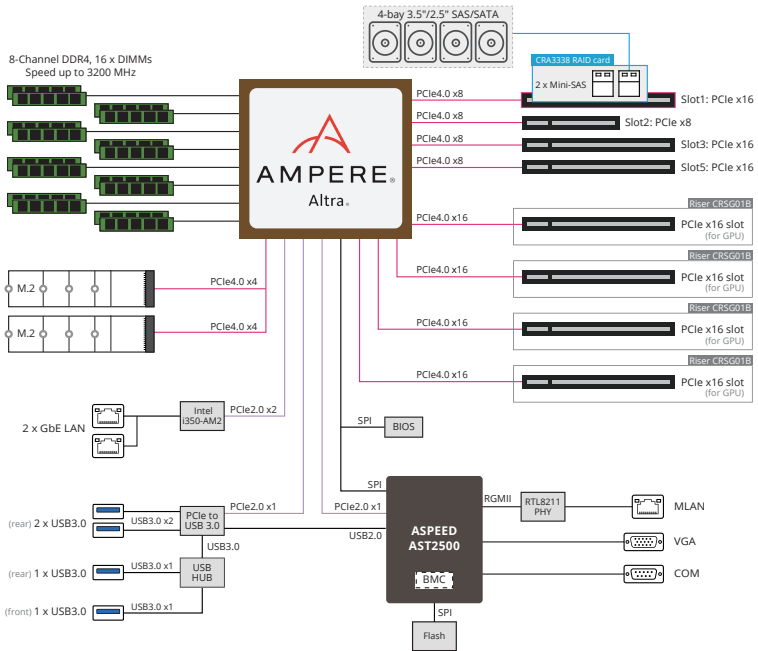 4-bay 3.5"/2.5" SAS/SATA
8-Channel DDR4, 16 x DIMMs
Speed up to 3200 MHz
CRA3338 RAID card
2 x Mini-SAS
PCIe4.0 x8
Slot1: PCIe x16
PCIe4.0 x8
Slot2: PCIe x8
PCIe4.0 x8
Slot3: PCIe x16
PCIe4.0 x8
Slot5: PCIe x16
AMPERE®
Altra®
Riser CRSG01B
PCIe4.0 x16
PCIe x16 slot
(for GPU)
Riser CRSG01B
PCIe4.0 x16
PCIe x16 slot
(for GPU)
Riser CRSG01B
PCIe4.0 x16
PCIe x16 slot
(for GPU)
Riser CRSG01B
PCIe4.0 x16
PCIe x16 slot
(for GPU)
M.2
PCIe4.0 x4
M.2
PCIe4.0 x4
2 x GbE LAN
Intel
i350-AM2
PCIe2.0 x2
SPI
BIOS
SPI
(rear) 2 x USB3.0
USB3.0 x2
PCIe to
USB 3.0
PCIe2.0 x1
PCIe2.0 x1
USB2.0
USB3.0
(rear) 1 x USB3.0
USB3.0 x1
USB
HUB
(front) 1 x USB3.0
USB3.0 x1
ASPEED
AST2500
BMC
SPI
Flash
RGMII
RTL8211
PHY
MLAN
VGA
COM